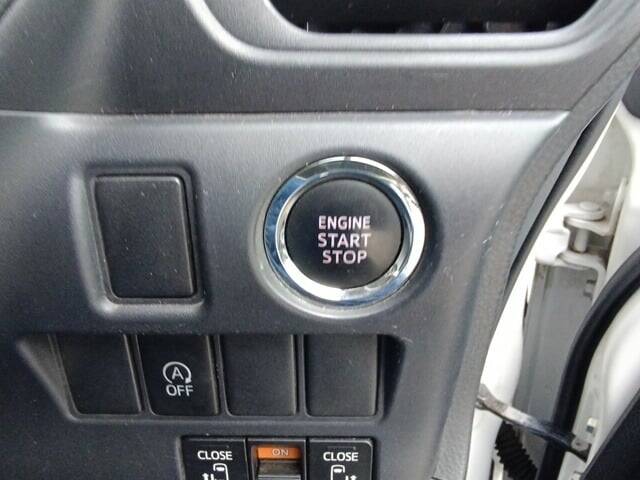 ENGINE
START
STOP
A
OFF
CLOSE
ON
CLOSE